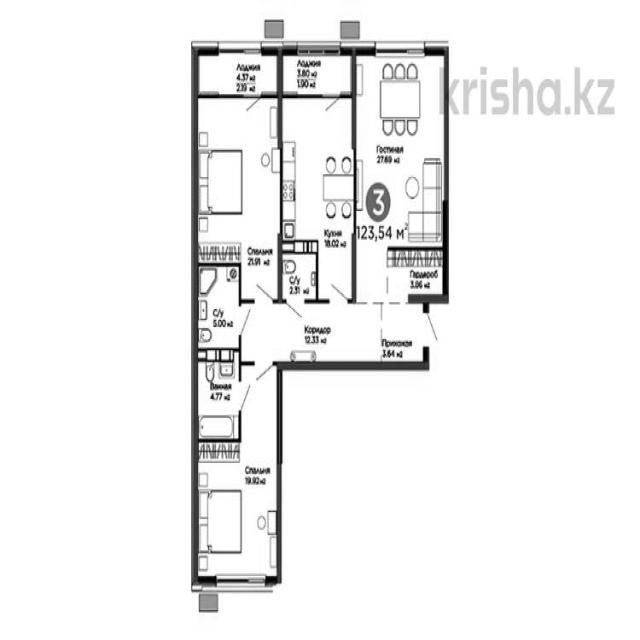 Лоджия
4.37 м2
2.19 м2
Лоджия
3.80 м2
1.90 м2
krisha.kz
Гостиная
27.69 м2
3
123,54 м2
Кухня
18.02 м2
Спальня
21.91 м2
Гардероб
3.86 м2
С/у
2.31 м2
С/у
5.00 м2
Коридор
12.33 м2
Прихожая
3.64 м2
Ванная
4.77 м2
Спальня
19.92 м2